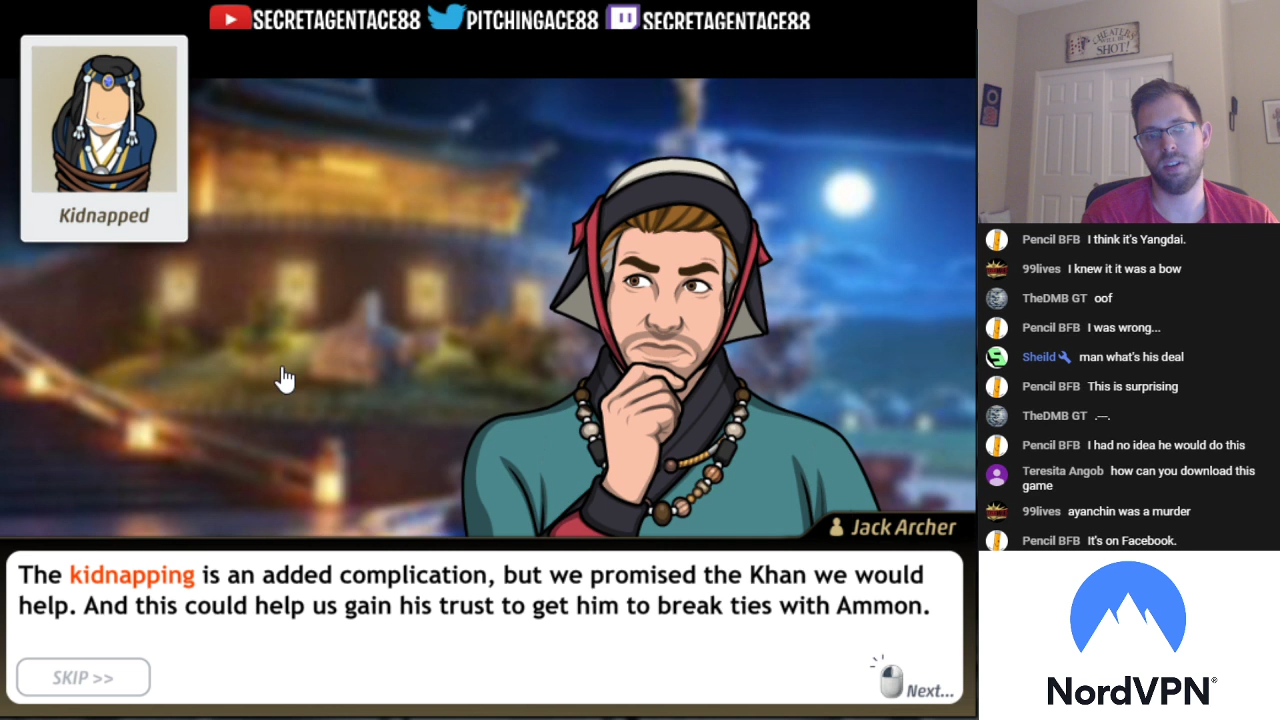 SECRETAGENTACE88 PITCHINGACE88 SECRETAGENTACE88
CHEATERS
WILL BE
SHOT!
Kidnapped
Pencil BFB I think it's Yangdai.
99lives I knew it it was a bow
TheDMB GT oof
Pencil BFB I was wrong...
Sheild man what's his deal
Pencil BFB This is surprising
TheDMB GT .—.
Pencil BFB I had no idea he would do this
Teresita Angob how can you download this
game
99lives ayanchin was a murder
Pencil BFB It's on Facebook.
Jack Archer
The kidnapping is an added complication, but we promised the Khan we would
help. And this could help us gain his trust to get him to break ties with Ammon.
SKIP >>
Next...
NordVPN®